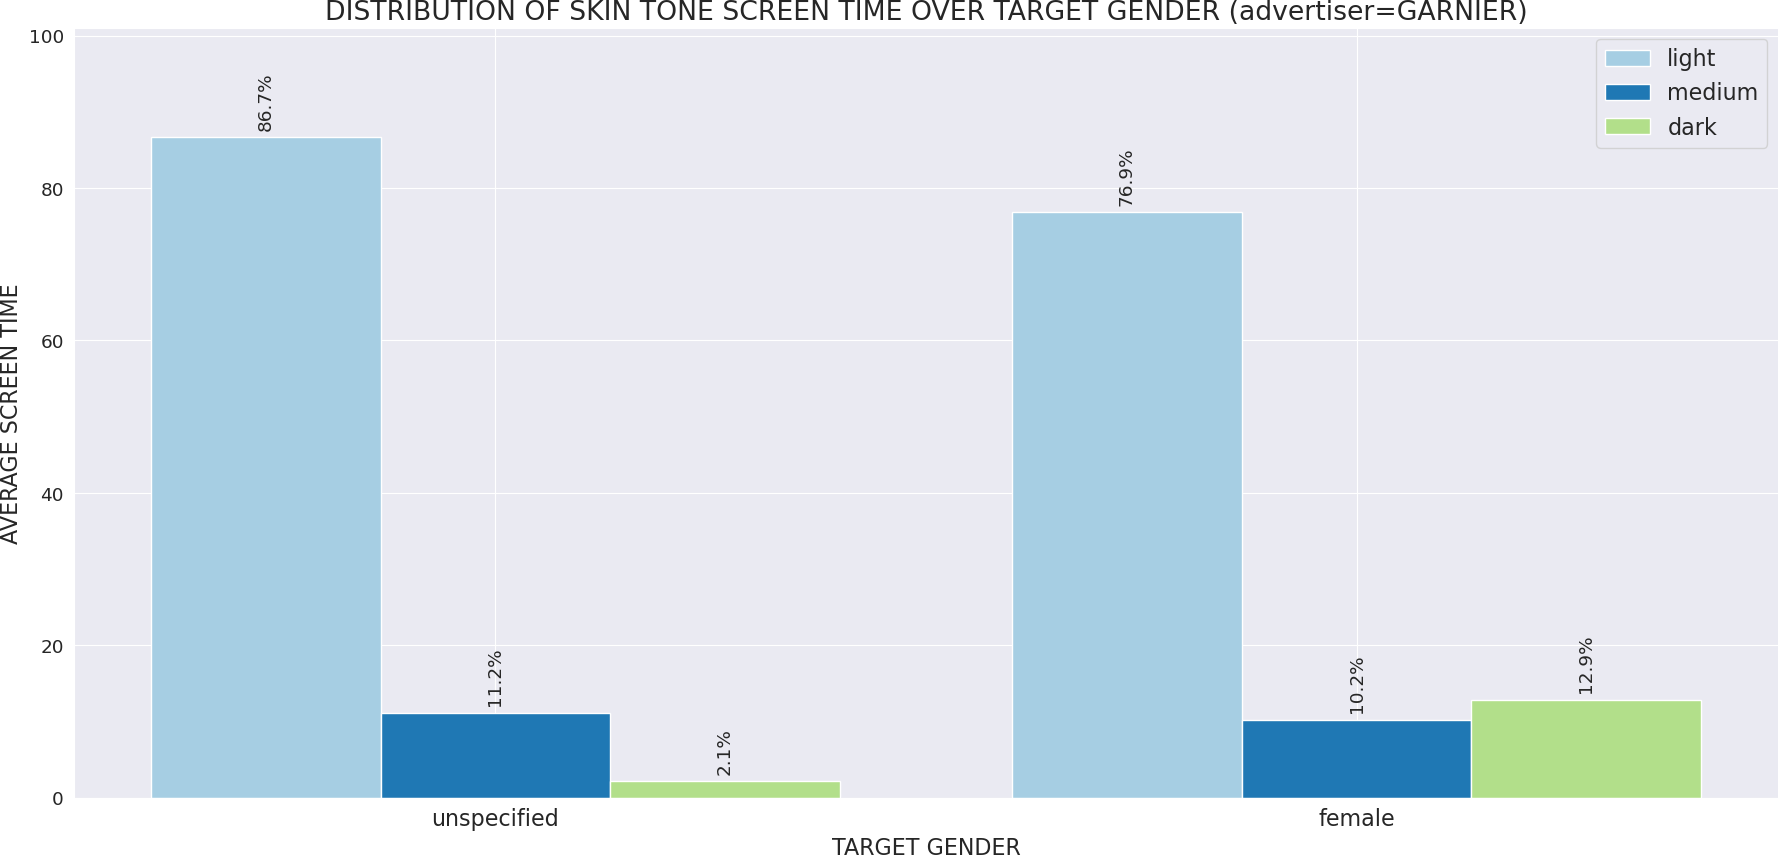 DISTRIBUTION OF SKIN TONE SCREEN TIME OVER TARGET GENDER (advertiser=GARNIER)
light
medium
dark
AVERAGE SCREEN TIME
100
80
60
40
20
0
86.7%
11.2%
2.1%
76.9%
10.2%
12.9%
unspecified
female
TARGET GENDER